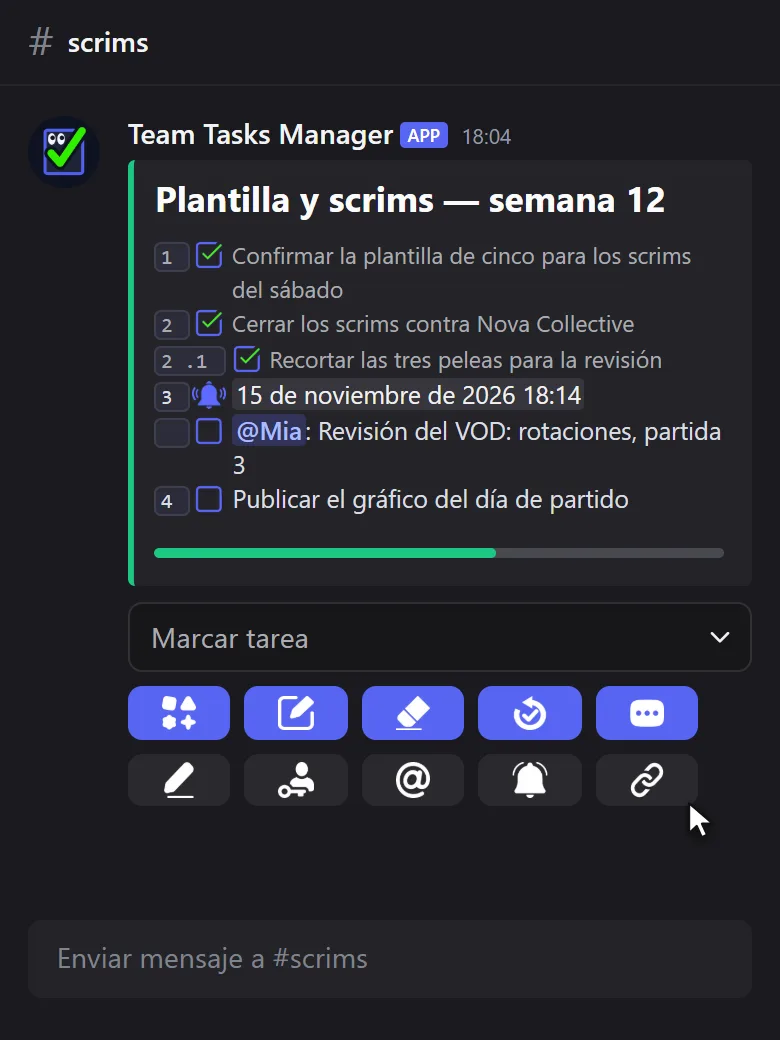 # scrims
Team Tasks Manager APP 18:04
Plantilla y scrims — semana 12
1 Confirmar la plantilla de cinco para los scrims
del sábado
2 Cerrar los scrims contra Nova Collective
2 .1 Recortar las tres peleas para la revisión
3 15 de noviembre de 2026 18:14
@Mia: Revisión del VOD: rotaciones, partida
3
4 Publicar el gráfico del día de partido
Marcar tarea
Enviar mensaje a #scrims